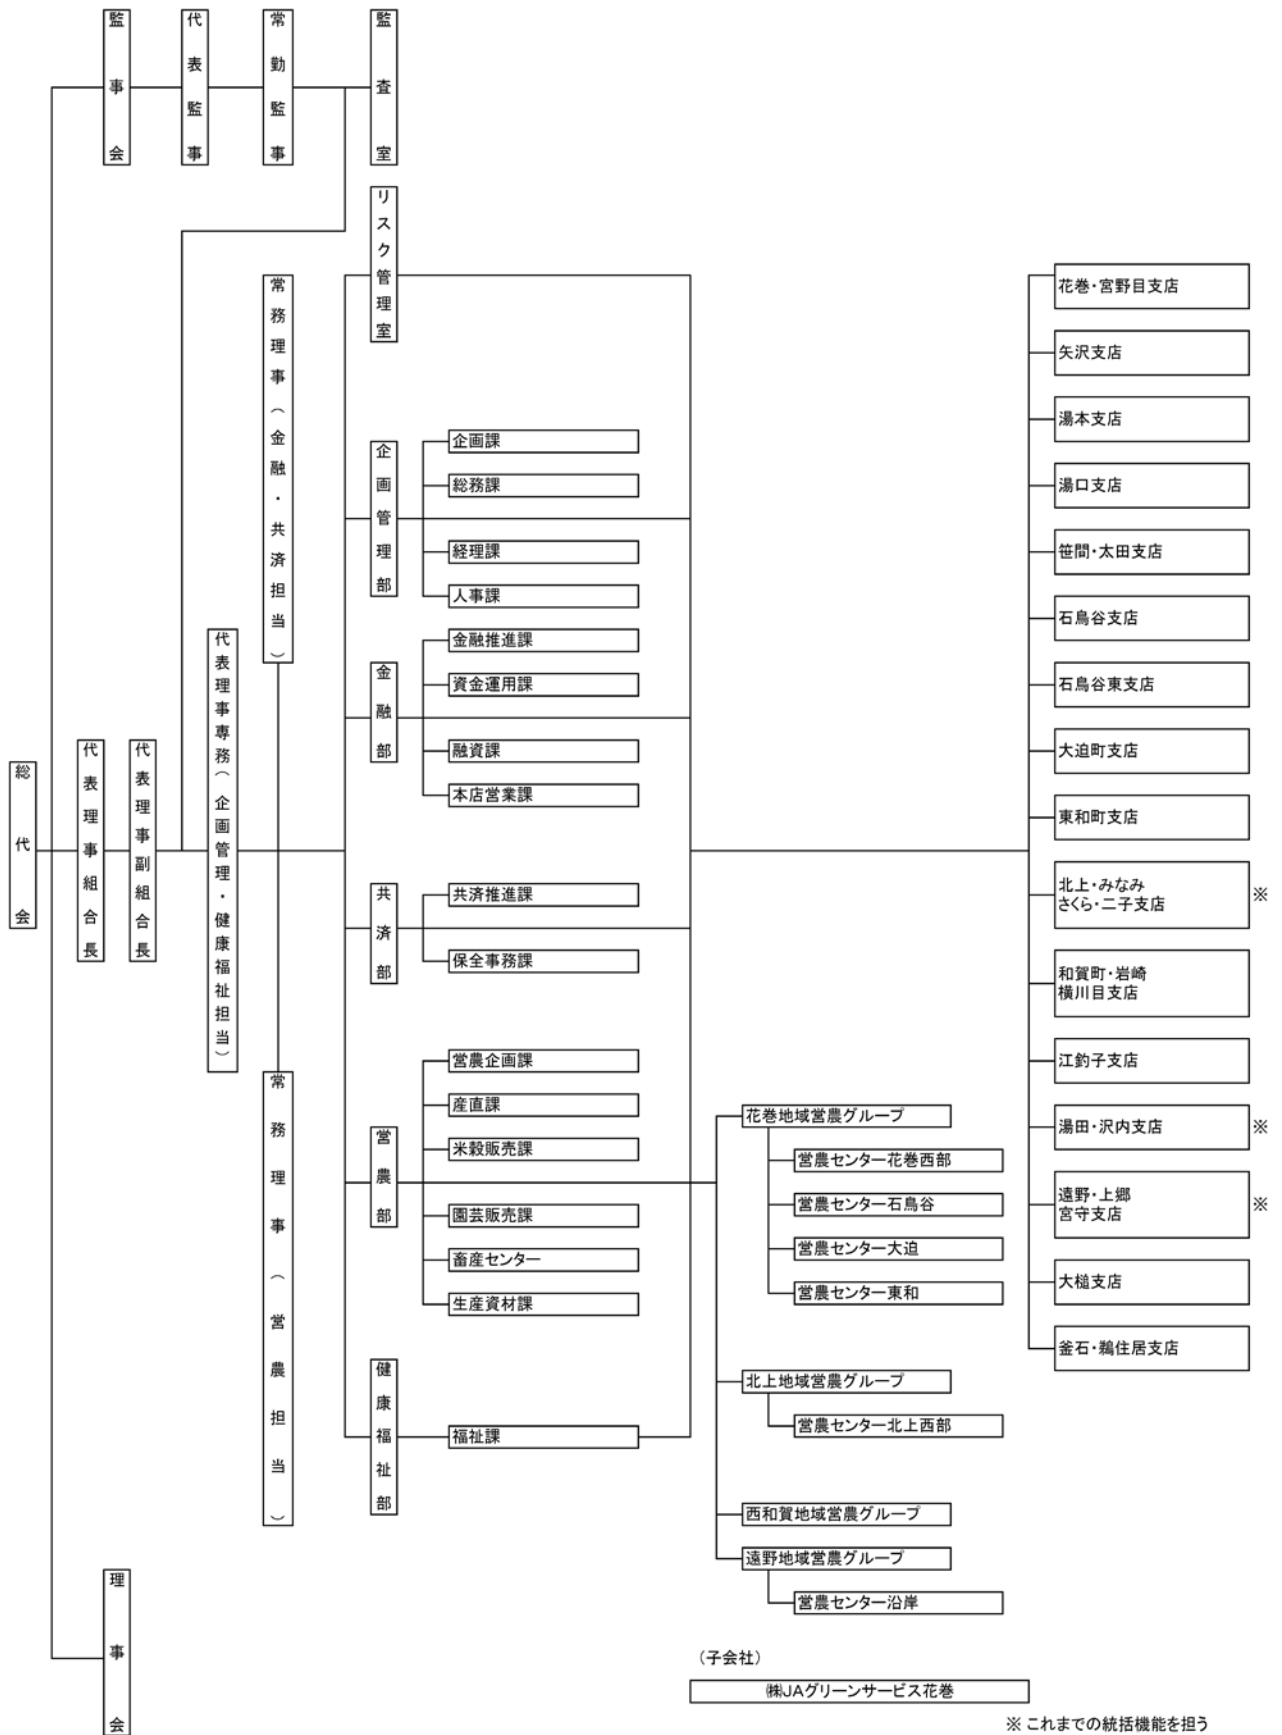 監事会
代表監事
常勤監事
監査室
リスク管理室
総代会
代表理事組合長
代表理事副組合長
代表理事専務（企画管理・健康福祉担当）
常務理事（金融・共済担当）
常務理事（営農担当）
理事会
企画管理部
企画課
総務課
経理課
人事課
金融部
金融推進課
資金運用課
融資課
本店営業課
共済部
共済推進課
保全事務課
営農部
営農企画課
産直課
米穀販売課
園芸販売課
畜産センター
生産資材課
健康福祉部
福祉課
花巻地域営農グループ
営農センター花巻西部
営農センター石鳥谷
営農センター大迫
営農センター東和
北上地域営農グループ
営農センター北上西部
西和賀地域営農グループ
遠野地域営農グループ
営農センター沿岸
花巻・宮野目支店
矢沢支店
湯本支店
湯口支店
笹間・太田支店
石鳥谷支店
石鳥谷東支店
大迫町支店
東和町支店
北上・みなみ
さくら・二子支店 ※
和賀町・岩崎
横川目支店
江釣子支店
湯田・沢内支店 ※
遠野・上郷
宮守支店 ※
大槌支店
釜石・鵜住居支店
（子会社）
㈱JAグリーンサービス花巻
※ これまでの統括機能を担う